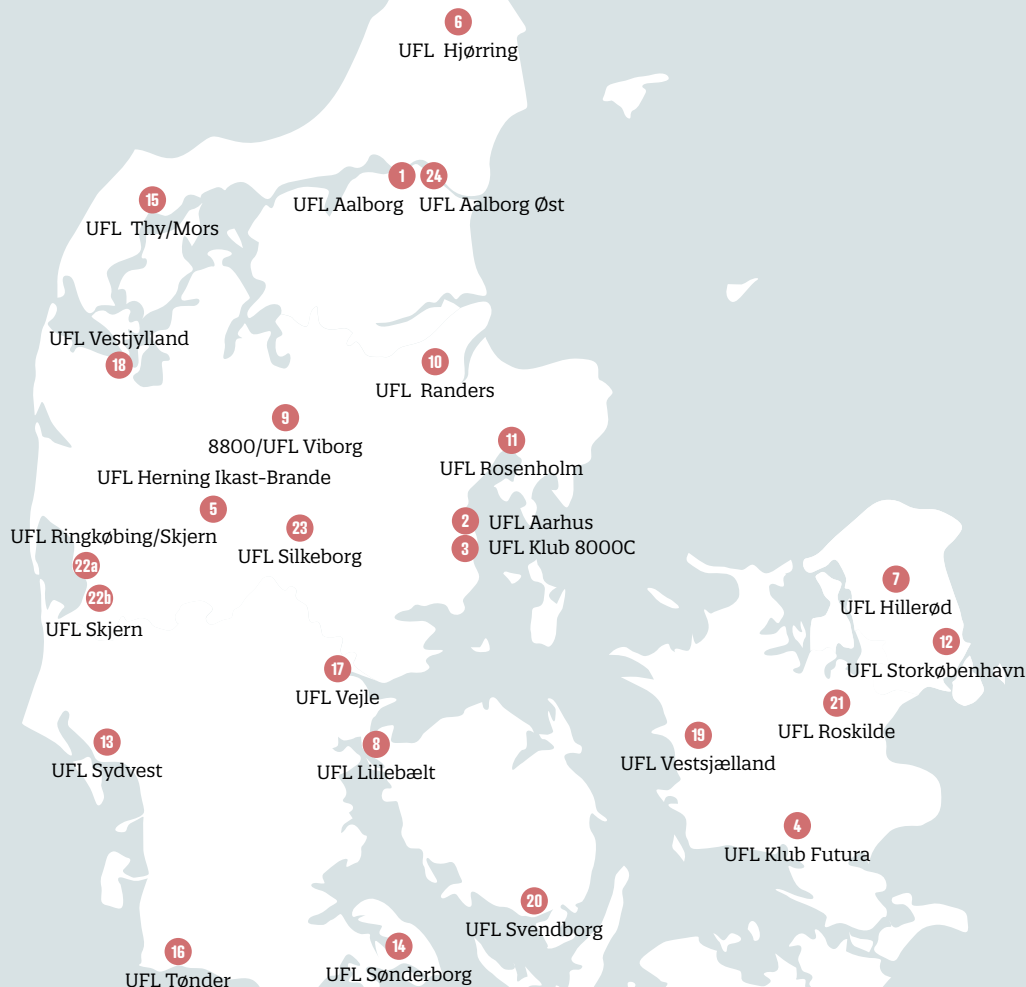 6
UFL Hjørring
1
24
UFL Aalborg
UFL Aalborg Øst
15
UFL Thy/Mors
UFL Vestjylland
18
10
UFL Randers
9
8800/UFL Viborg
11
UFL Rosenholm
UFL Herning Ikast-Brande
5
2
UFL Aarhus
23
UFL Silkeborg
UFL Ringkøbing/Skjern
3
UFL Klub 8000C
22a
22b
UFL Skjern
7
UFL Hillerød
12
UFL Storkøbenhavn
17
UFL Vejle
21
UFL Roskilde
13
UFL Sydvest
8
UFL Lillebælt
19
UFL Vestsjælland
4
UFL Klub Futura
20
UFL Svendborg
16
UFL Tønder
14
UFL Sønderborg